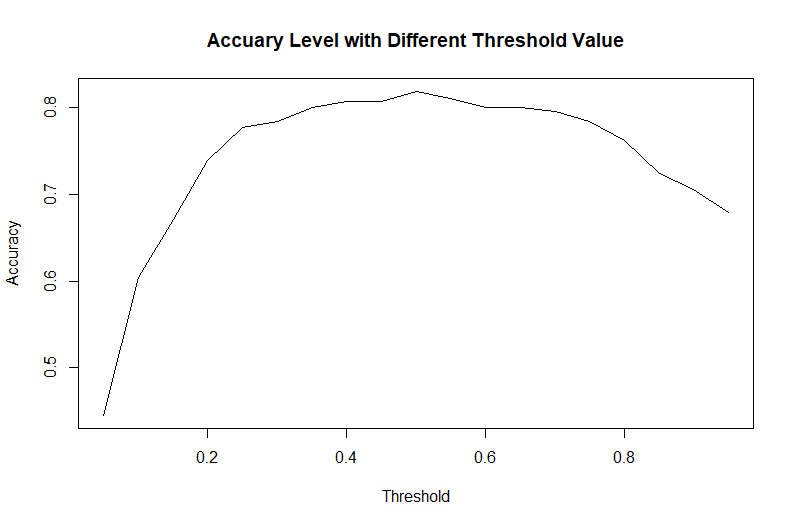 Accuary Level with Different Threshold Value
0.8
0.7
0.6
0.5
Accuracy
0.2 0.4 0.6 0.8
Threshold